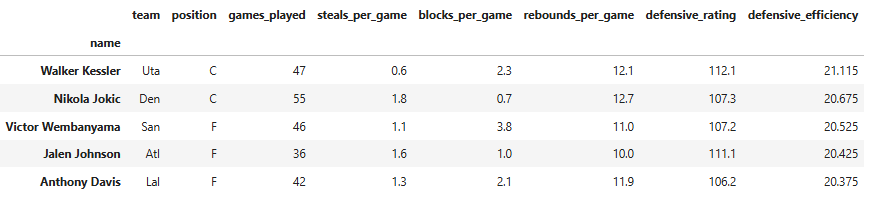 team position games_played steals_per_game blocks_per_game rebounds_per_game defensive_rating defensive_efficiency
name
Walker Kessler Uta C 47 0.6 2.3 12.1 112.1 21.115
Nikola Jokic Den C 55 1.8 0.7 12.7 107.3 20.675
Victor Wembanyama San F 46 1.1 3.8 11.0 107.2 20.525
Jalen Johnson Atl F 36 1.6 1.0 10.0 111.1 20.425
Anthony Davis Lal F 42 1.3 2.1 11.9 106.2 20.375